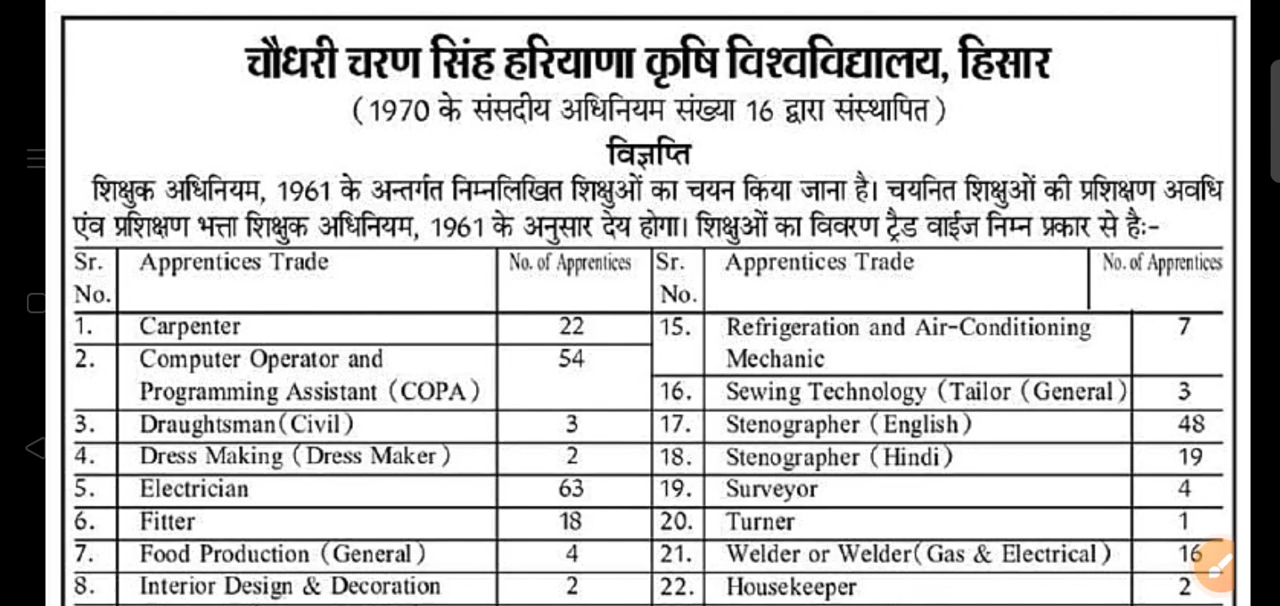 चौधरी चरण सिंह हरियाणा कृषि विश्वविद्यालय, हिसार
(1970 के संसदीय अधिनियम संख्या 16 द्वारा संस्थापित)
विज्ञप्ति
शिक्षुक अधिनियम, 1961 के अन्तर्गत निम्नलिखित शिक्षुओं का चयन किया जाना है। चयनित शिक्षुओं की प्रशिक्षण अवधि
एंव प्रशिक्षण भत्ता शिक्षुक अधिनियम, 1961 के अनुसार देय होगा। शिक्षुओं का विवरण ट्रैड वाईज निम्न प्रकार से है:-
Sr. No. Apprentices Trade No. of Apprentices
1. Carpenter 22
2. Computer Operator and 54
Programming Assistant (COPA)
3. Draughtsman(Civil) 3
4. Dress Making (Dress Maker) 2
5. Electrician 63
6. Fitter 18
7. Food Production (General) 4
8. Interior Design & Decoration 2
Sr. No. Apprentices Trade No. of Apprentices
15. Refrigeration and Air-Conditioning 7
Mechanic
16. Sewing Technology (Tailor (General) 3
17. Stenographer (English) 48
18. Stenographer (Hindi) 19
19. Surveyor 4
20. Turner 1
21. Welder or Welder(Gas & Electrical) 16
22. Housekeeper 2